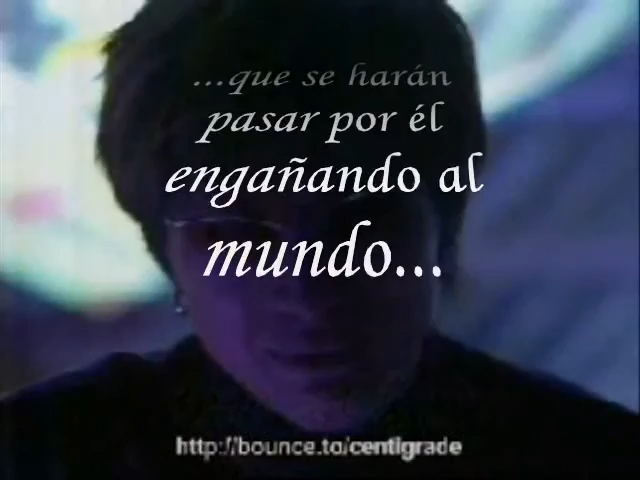 ...que se harán
pasar por él
engañando al
mundo...
http://bounce.to/centigrade